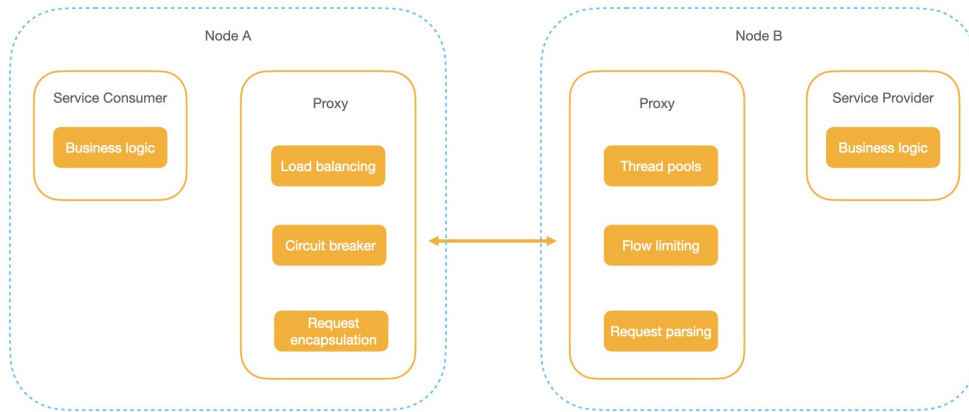 Node A
Service Consumer
Business logic
Proxy
Load balancing
Circuit breaker
Request
encapsulation
Node B
Proxy
Thread pools
Flow limiting
Request parsing
Service Provider
Business logic